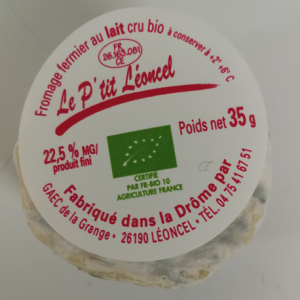 Fromage fermier au lait cru bio à conserver à +2° +6° C
FR
26.163.081
CE
Le P'tit Léoncel
22,5 % MG/
produit fini
Poids net 35 g
CERTIFIÉ
PAR FR-BIO 10
AGRICULTURE FRANCE
Fabriqué dans la Drôme par
GAEC de la Grange • 26190 LÉONCEL • TÉL. 04 75 41 67 51